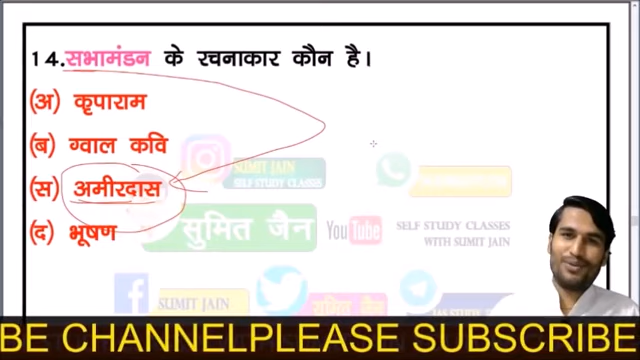 14.सभामंडन के रचनाकार कौन है।
(अ) कृपाराम
(ब) ग्वाल कवि
(स) अमीरदास
(द) भूषण
SUMIT JAIN
SELF STUDY CLASSES
सुमित जैन
YouTube
SELF STUDY CLASSES
WITH SUMIT JAIN
SUMIT JAIN
सुमित जैन
BE CHANNELPLEASE SUBSCRIBE